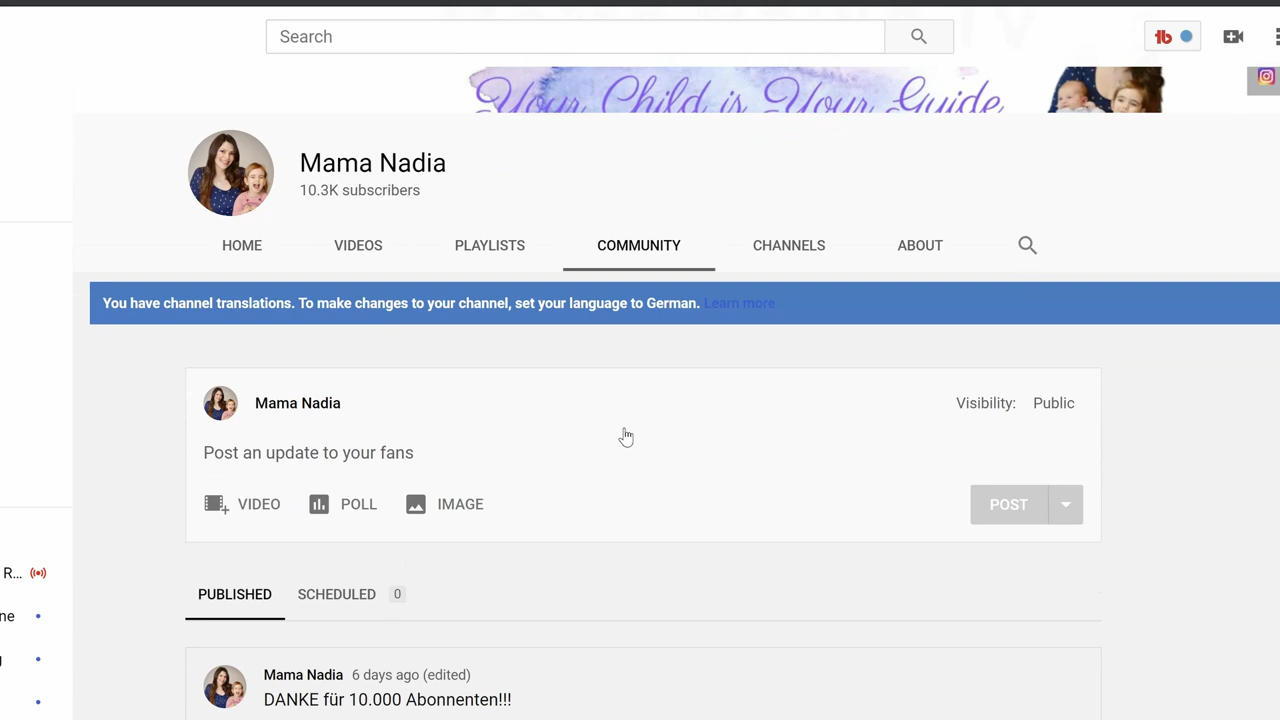 Search
tb
Your Child is Your Guide
Mama Nadia
10.3K subscribers
HOME VIDEOS PLAYLISTS COMMUNITY CHANNELS ABOUT
You have channel translations. To make changes to your channel, set your language to German. Learn more
Mama Nadia Visibility: Public
Post an update to your fans
VIDEO POLL IMAGE POST
R...
ne
PUBLISHED SCHEDULED 0
Mama Nadia 6 days ago (edited)
DANKE für 10.000 Abonnenten!!!